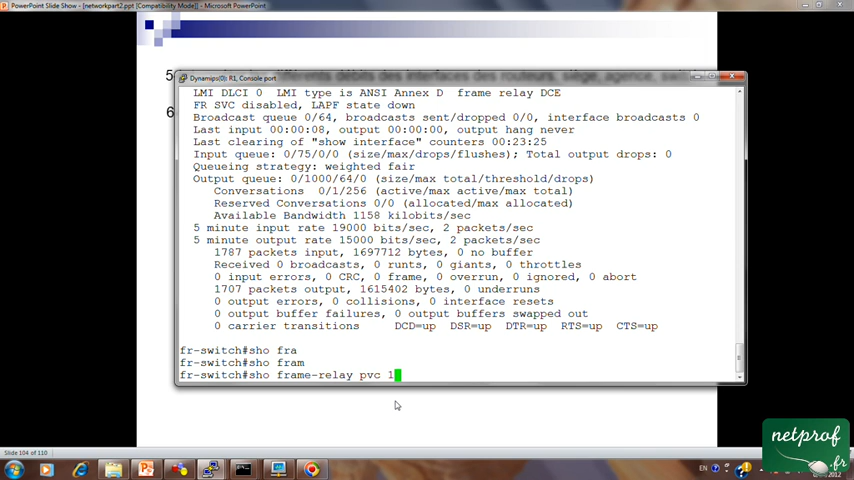 PowerPoint Slide Show - [networkpart2.ppt [Compatibility Mode]] - Microsoft PowerPoint
5
différents débits des interfaces des routeurs, siège, agence,
6
Dynamips(0): R1, Console port
LMI DLCI 0  LMI type is ANSI Annex D  frame relay DCE
FR SVC disabled, LAPF state down
Broadcast queue 0/64, broadcasts sent/dropped 0/0, interface broadcasts 0
Last input 00:00:08, output 00:00:00, output hang never
Last clearing of "show interface" counters 00:23:25
Input queue: 0/75/0/0 (size/max/drops/flushes); Total output drops: 0
Queueing strategy: weighted fair
Output queue: 0/1000/64/0 (size/max total/threshold/drops)
Conversations  0/1/256 (active/max active/max total)
Reserved Conversations 0/0 (allocated/max allocated)
Available Bandwidth 1158 kilobits/sec
5 minute input rate 19000 bits/sec, 2 packets/sec
5 minute output rate 15000 bits/sec, 2 packets/sec
1787 packets input, 1697712 bytes, 0 no buffer
Received 0 broadcasts, 0 runts, 0 giants, 0 throttles
0 input errors, 0 CRC, 0 frame, 0 overrun, 0 ignored, 0 abort
1707 packets output, 1615402 bytes, 0 underruns
0 output errors, 0 collisions, 0 interface resets
0 output buffer failures, 0 output buffers swapped out
0 carrier transitions     DCD=up  DSR=up  DTR=up  RTS=up  CTS=up
fr-switch#sho fra
fr-switch#sho fram
fr-switch#sho frame-relay pvc 1
netprof
.fr
Slide 104 of 110
EN
2012